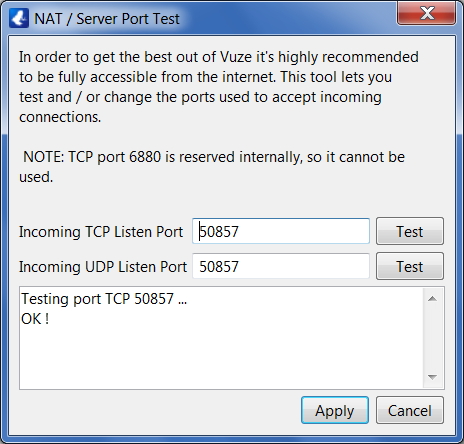 NAT / Server Port Test
In order to get the best out of Vuze it's highly recommended
to be fully accessible from the internet. This tool lets you
test and / or change the ports used to accept incoming
connections.
NOTE: TCP port 6880 is reserved internally, so it cannot be
used.
Incoming TCP Listen Port 50857 Test
Incoming UDP Listen Port 50857 Test
Testing port TCP 50857 ...
OK !
Apply Cancel